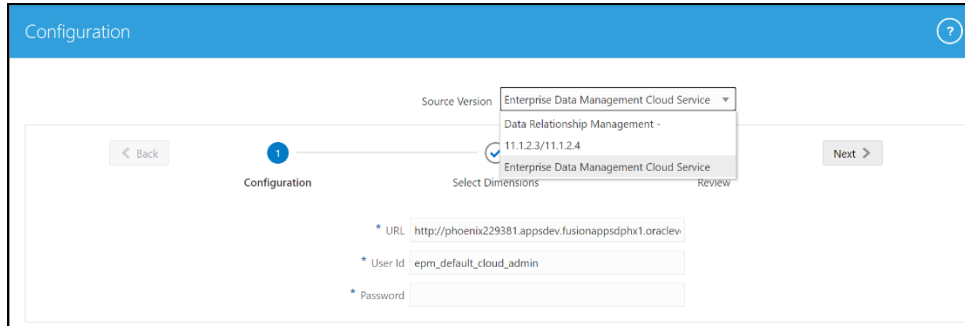 Configuration
?
Source Version Enterprise Data Management Cloud Service
Data Relationship Management -
11.1.2.3/11.1.2.4
Enterprise Data Management Cloud Service
Back
1
Next
Configuration
Select Dimensions
Review
* URL http://phoenix229381.appsdev.fusionappsdphx1.oraclev
* User Id epm_default_cloud_admin
* Password